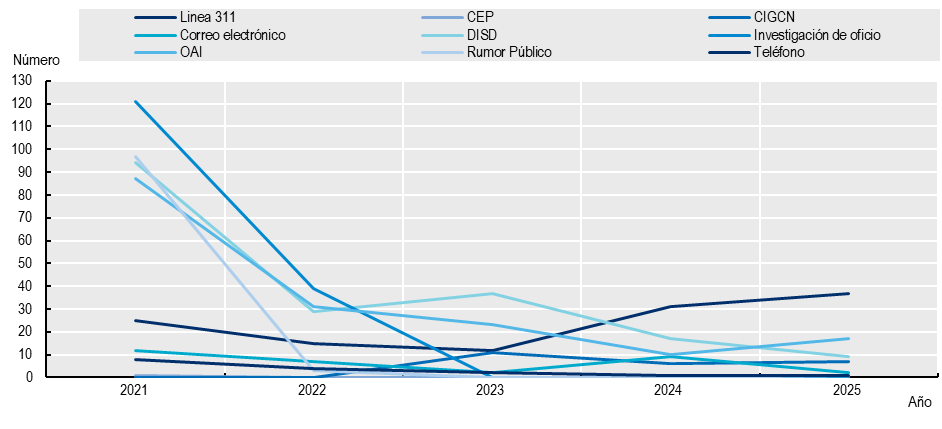 Linea 311 CEP CIGCN
Correo electrónico DISD Investigación de oficio
OAI Rumor Público Teléfono
Número
130
120
110
100
90
80
70
60
50
40
30
20
10
0
2021 2022 2023 2024 2025
Año